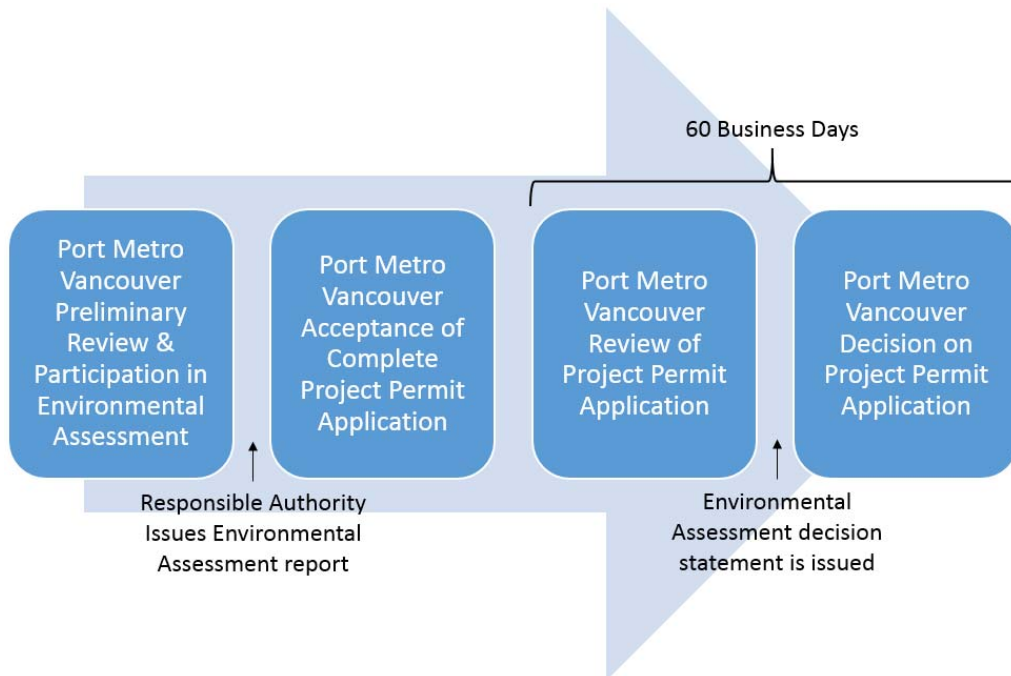 60 Business Days
Port Metro
Vancouver
Preliminary
Review &
Participation in
Environmental
Assessment
Port Metro
Vancouver
Acceptance of
Complete
Project Permit
Application
Port Metro
Vancouver
Review of
Project Permit
Application
Port Metro
Vancouver
Decision on
Project Permit
Application
Responsible Authority
Issues Environmental
Assessment report
Environmental
Assessment decision
statement is issued